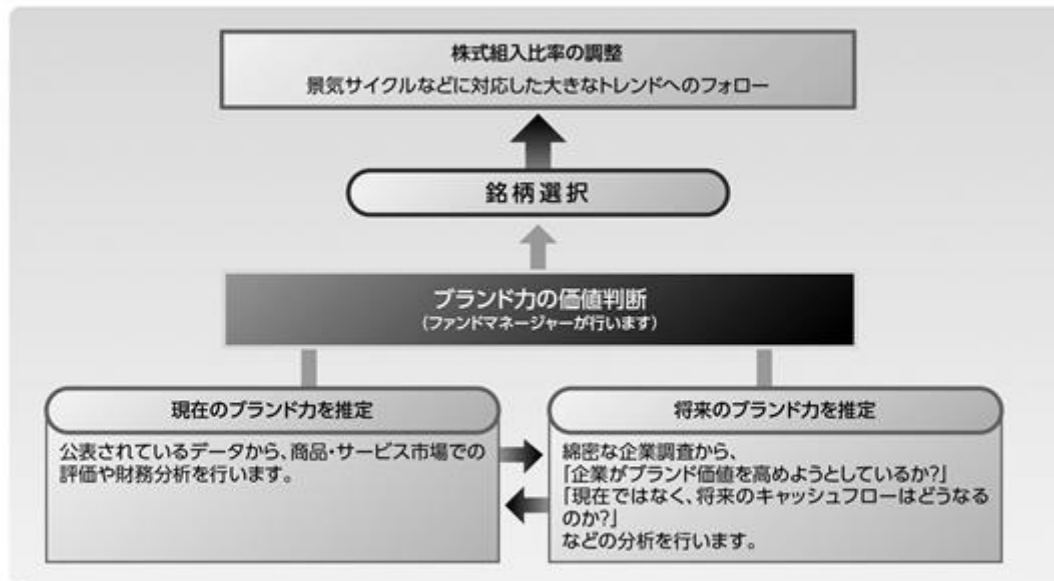 株式組入比率の調整
景気サイクルなどに対応した大きなトレンドへのフォロー
銘柄選択
ブランド力の価値判断
(ファンドマネージャーが行います)
現在のブランド力を推定
公表されているデータから、商品・サービス市場での
評価や財務分析を行います。
将来のブランド力を推定
綿密な企業調査から、
「企業がブランド価値を高めようとしているか?」
「現在ではなく、将来のキャッシュフローはどうなる
のか?」
などの分析を行います。